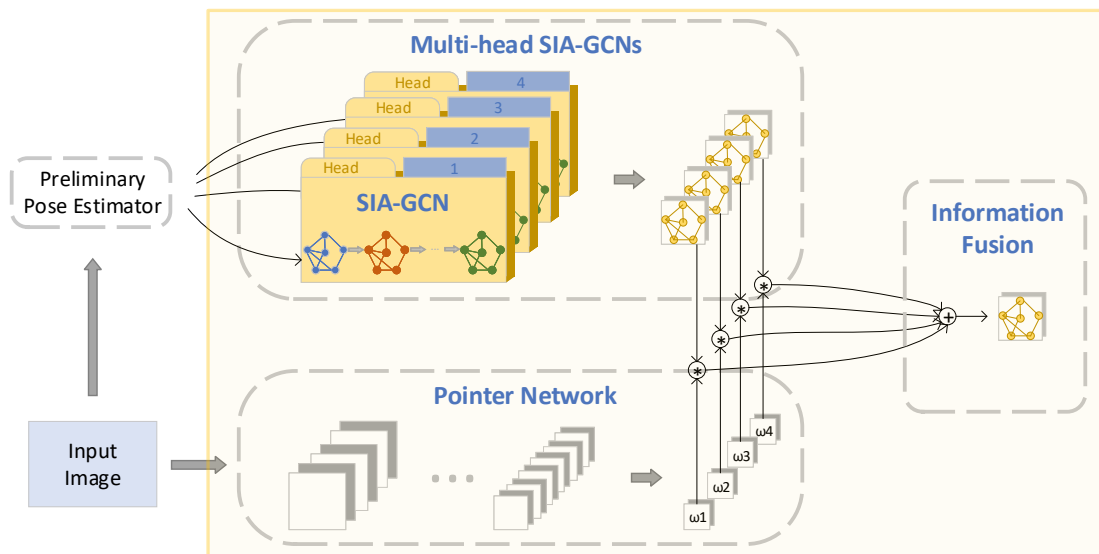 Multi-head SIA-GCNs
Head 4
Head 3
Head 2
Head 1
SIA-GCN
...
Preliminary
Pose Estimator
Information
Fusion
*
*
*
*
+
Pointer Network
Input
Image
...
ω4
ω3
ω2
ω1